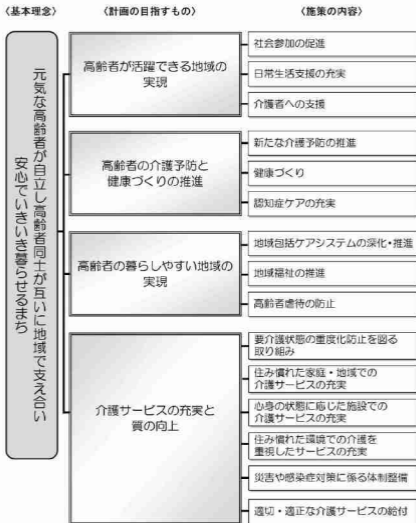 〈基本理念〉
〈計画の目指すもの〉
〈施策の内容〉
元気な高齢者が自立し高齢者同士が互いに地域で支え合い
安心でいきいき暮らせるまち
高齢者が活躍できる地域の
実現
社会参加の促進
日常生活支援の充実
介護者への支援
高齢者の介護予防と
健康づくりの推進
新たな介護予防の推進
健康づくり
認知症ケアの充実
高齢者の暮らしやすい地域の
実現
地域包括ケアシステムの深化・推進
地域福祉の推進
高齢者虐待の防止
介護サービスの充実と
質の向上
要介護状態の重度化防止を図る
取り組み
住み慣れた家庭・地域での
介護サービスの充実
心身の状態に応じた施設での
介護サービスの充実
住み慣れた環境での介護を
重視したサービスの充実
災害や感染症対策に係る体制整備
適切・適正な介護サービスの給付